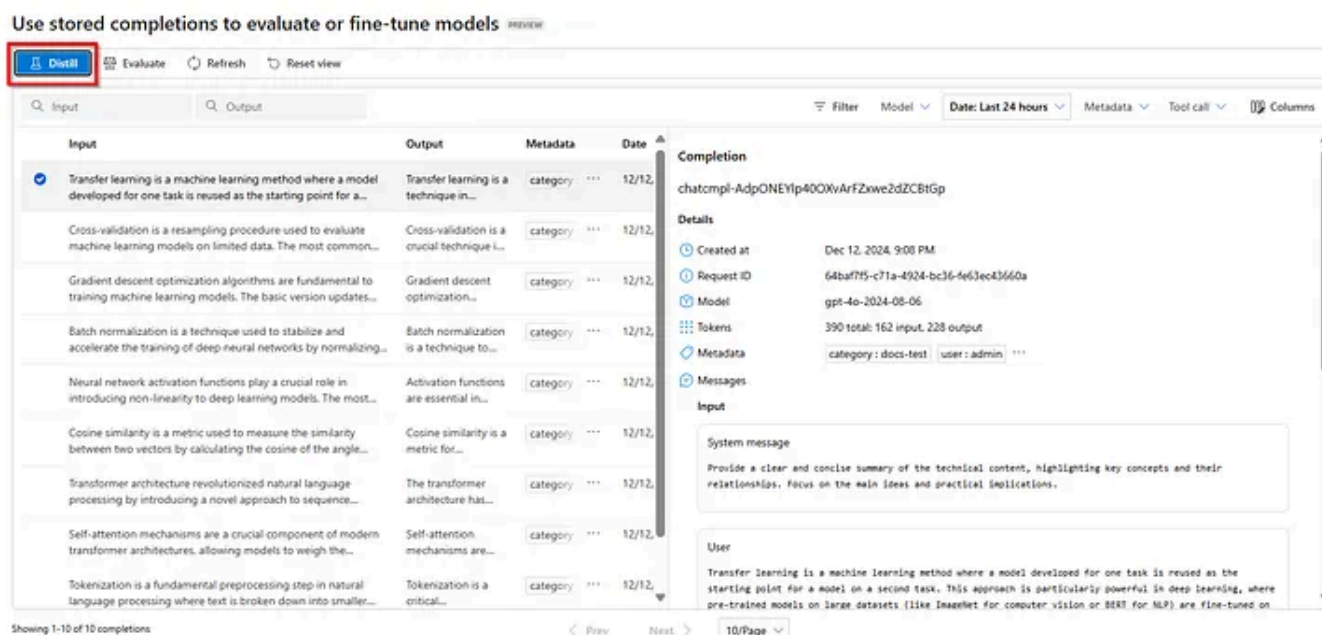 Use stored completions to evaluate or fine-tune models PREVIEW
Distill Evaluate Refresh Reset view
Input Output Filter Model Date: Last 24 hours Metadata Tool call Columns
Input Output Metadata Date
Transfer learning is a machine learning method where a model
developed for one task is reused as the starting point for a...
Transfer learning is a
technique in...
category ··· 12/12,
Cross-validation is a resampling procedure used to evaluate
machine learning models on limited data. The most common...
Cross-validation is a
crucial technique i...
category ··· 12/12,
Gradient descent optimization algorithms are fundamental to
training machine learning models. The basic version updates...
Gradient descent
optimization...
category ··· 12/12,
Batch normalization is a technique used to stabilize and
accelerate the training of deep neural networks by normalizing...
Batch normalization
is a technique to...
category ··· 12/12,
Neural network activation functions play a crucial role in
introducing non-linearity to deep learning models. The most...
Activation functions
are essential in...
category ··· 12/12,
Cosine similarity is a metric used to measure the similarity
between two vectors by calculating the cosine of the angle...
Cosine similarity is a
metric for...
category ··· 12/12,
Transformer architecture revolutionized natural language
processing by introducing a novel approach to sequence...
The transformer
architecture has...
category ··· 12/12,
Self-attention mechanisms are a crucial component of modern
transformer architectures, allowing models to weigh the...
Self-attention
mechanisms are...
category ··· 12/12,
Tokenization is a fundamental preprocessing step in natural
language processing where text is broken down into smaller...
Tokenization is a
critical...
category ··· 12/12,
Showing 1-10 of 10 completions
Prev Next 10/Page
Completion
chatcmpl-AdpONEYlp40OXvArFZxwe2dZCBtGp
Details
Created at Dec 12, 2024, 9:08 PM
Request ID 64baf7f5-c71a-4924-bc36-fe63ec43660a
Model gpt-4o-2024-08-06
Tokens 390 total: 162 input, 228 output
Metadata category : docs-test user : admin ···
Messages
Input
System message
Provide a clear and concise summary of the technical content, highlighting key concepts and their
relationships. Focus on the main ideas and practical implications.
User
Transfer learning is a machine learning method where a model developed for one task is reused as the
starting point for a model on a second task. This approach is particularly powerful in deep learning, where
pre-trained models on large datasets (like ImageNet for computer vision or BERT for NLP) are fine-tuned on